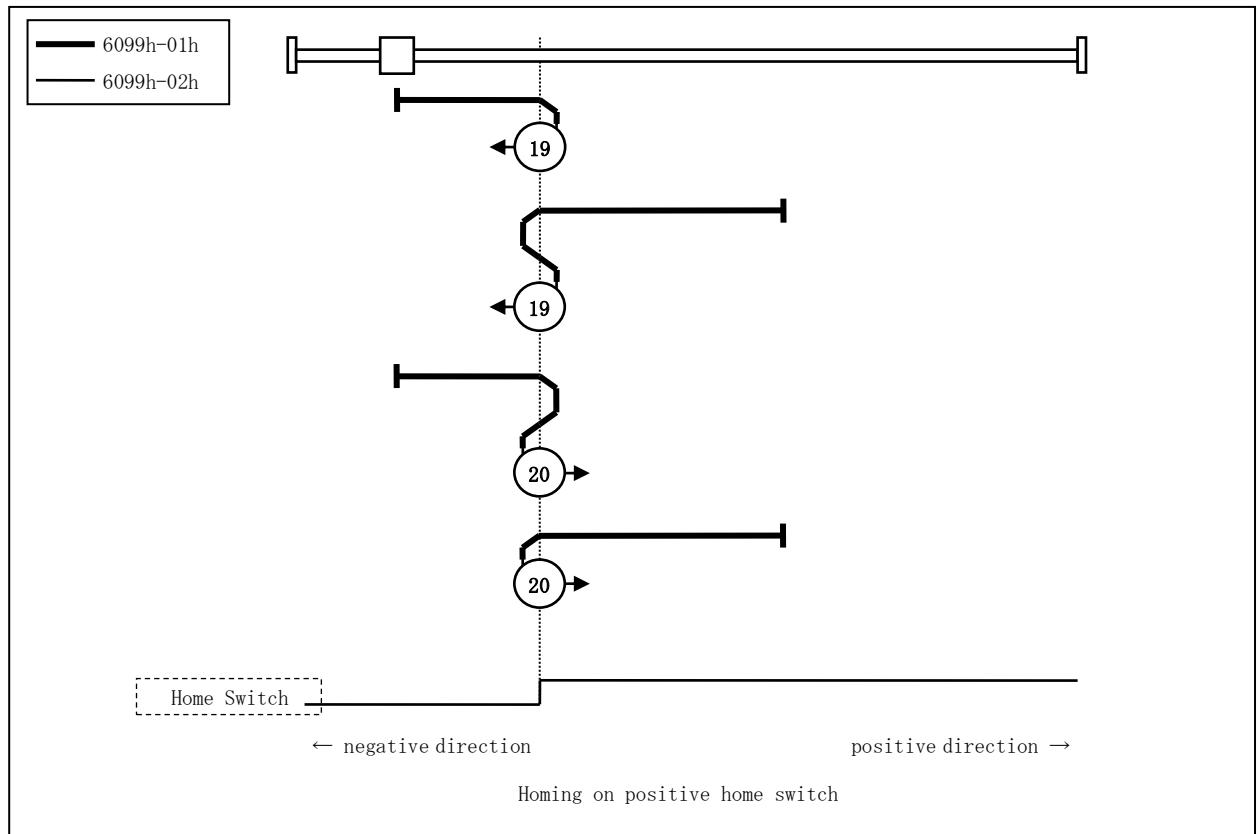 6099h-01h
6099h-02h
19
19
20
20
Home Switch
← negative direction
positive direction →
Homing on positive home switch